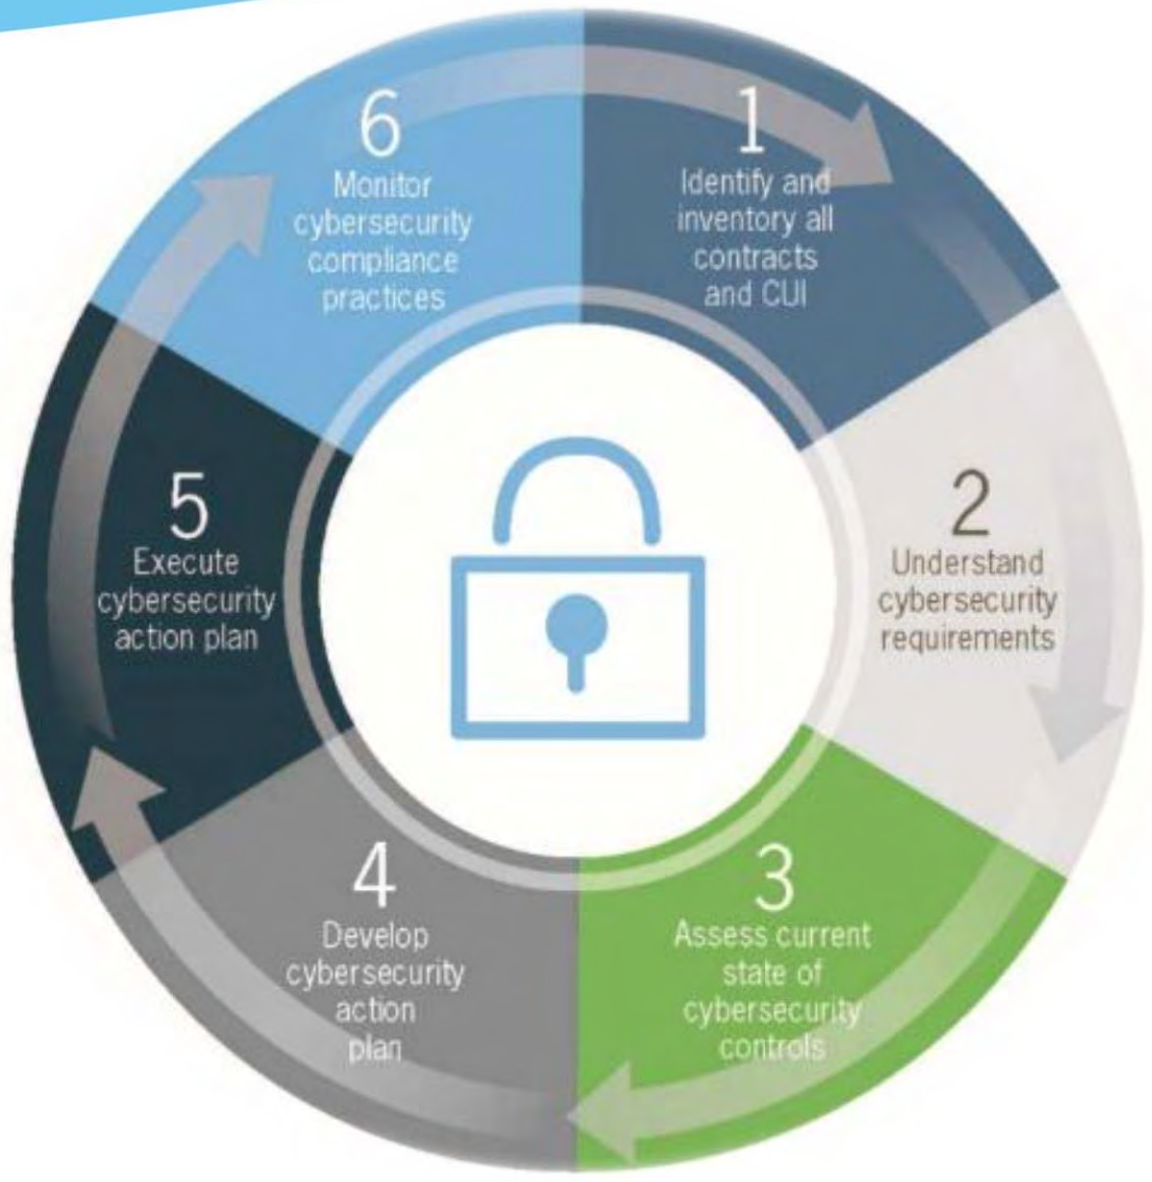 1
Identify and
inventory all
contracts
and CUI
2
Understand
cybersecurity
requirements
3
Assess current
state of
cybersecurity
controls
4
Develop
cybersecurity
action
plan
5
Execute
cybersecurity
action plan
6
Monitor
cybersecurity
compliance
practices